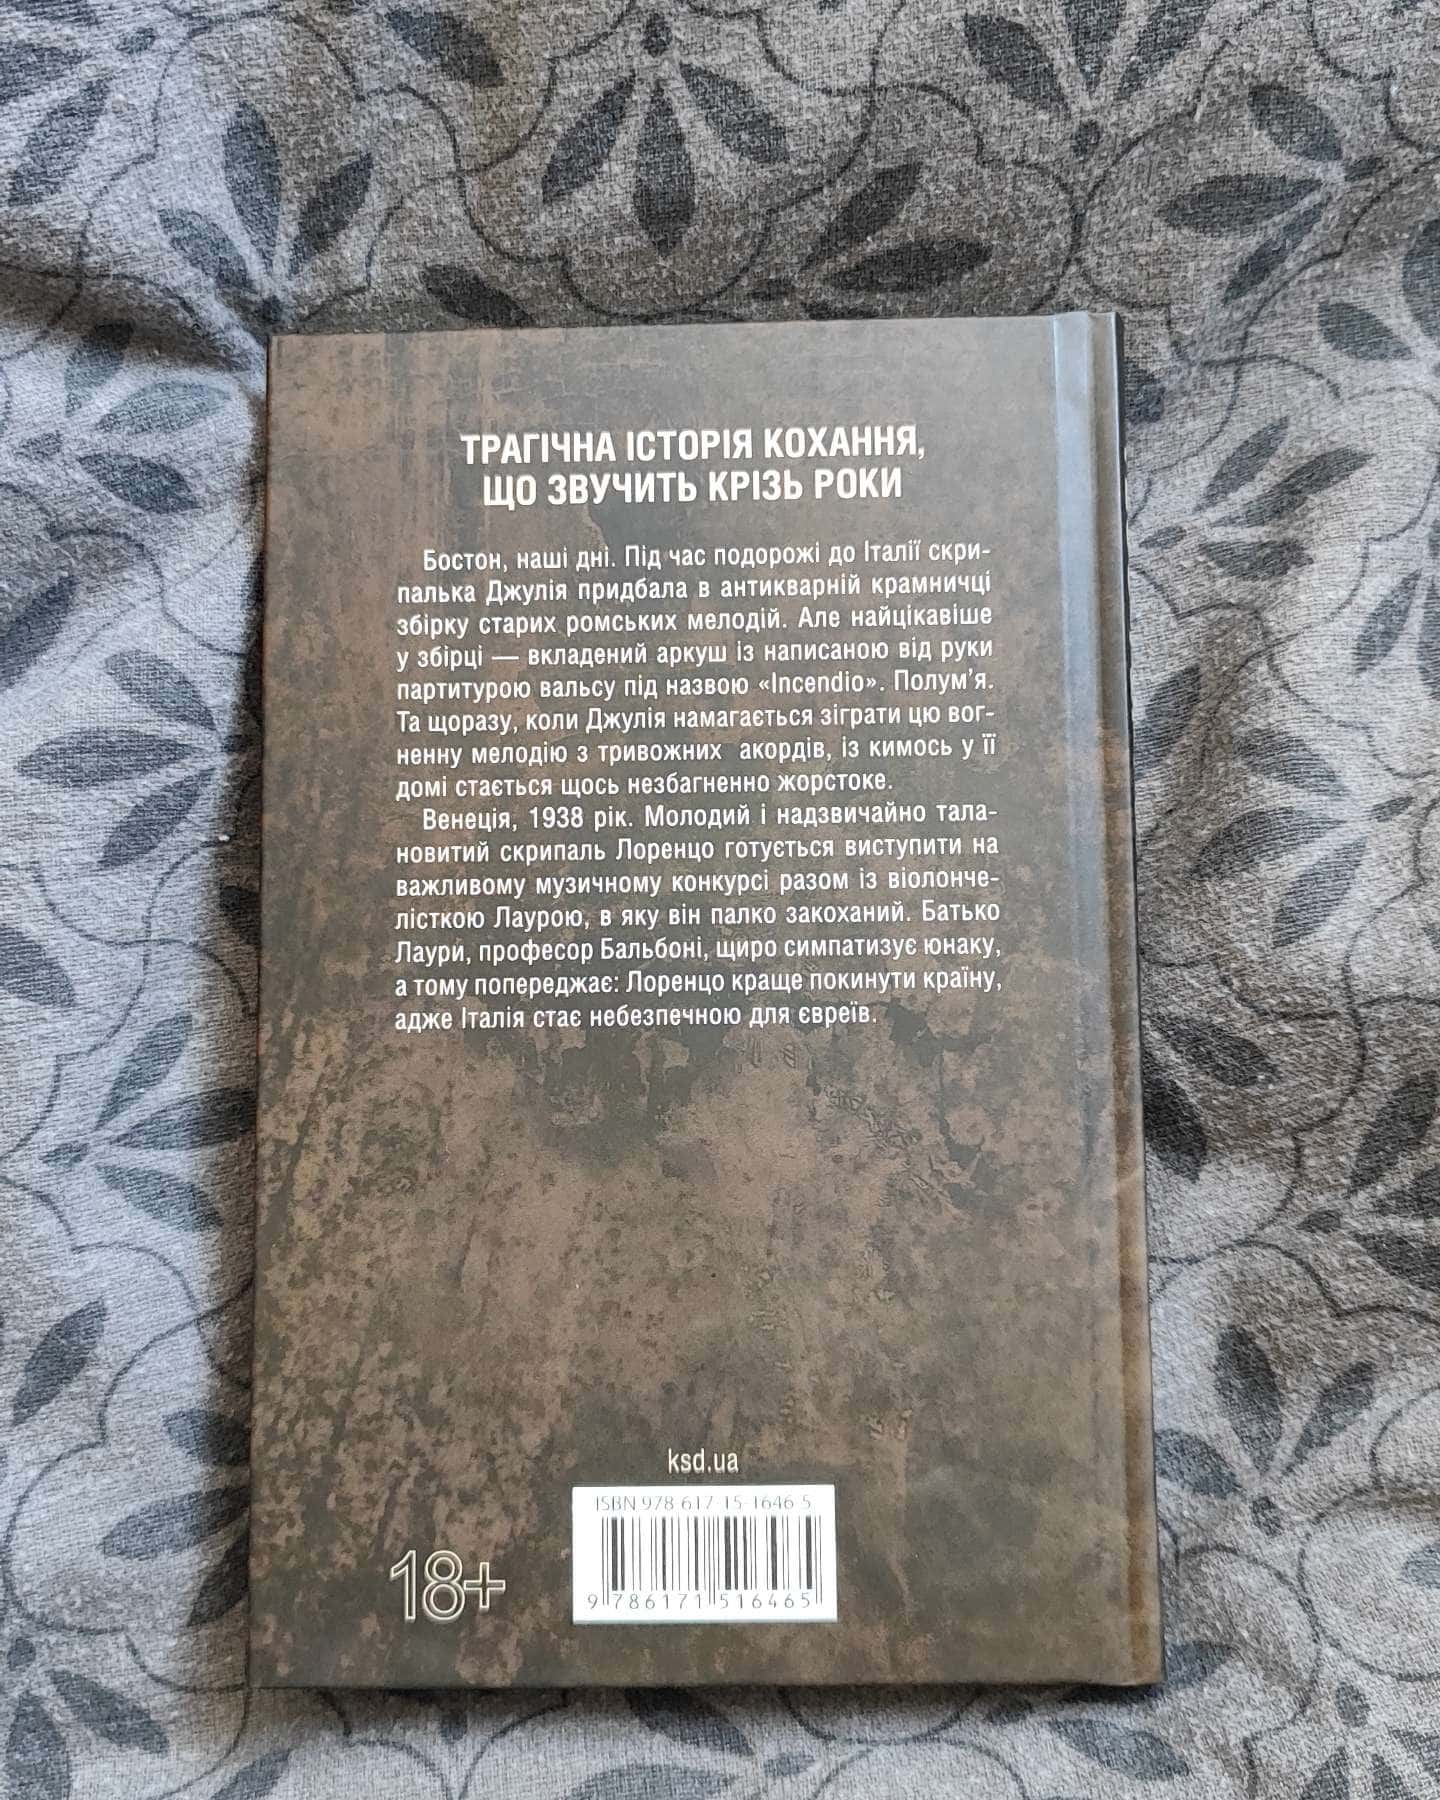 ТРАГІЧНА ІСТОРІЯ КОХАННЯ,
ЩО ЗВУЧИТЬ КРІЗЬ РОКИ
Бостон, наші дні. Під час подорожі до Італії скри-
палька Джулія придбала в антикварній крамничці
збірку старих ромських мелодій. Але найцікавіше
у збірці — вкладений аркуш із написаною від руки
партитурою вальсу під назвою «Incendio». Полум’я.
Та щоразу, коли Джулія намагається зіграти цю вог-
ненну мелодію з тривожних акордів, із кимось у її
домі стається щось незбагненно жорстоке.
Венеція, 1938 рік. Молодий і надзвичайно тала-
новитий скрипаль Лоренцо готується виступити на
важливому музичному конкурсі разом із віолонче-
лісткою Лаурою, в яку він палко закоханий. Батько
Лаури, професор Бальбоні, щиро симпатизує юнаку,
а тому попереджає: Лоренцо краще покинути країну,
адже Італія стає небезпечною для євреїв.
ksd.ua
ISBN 978-617-15-1646-5
9 786171 516465
18+